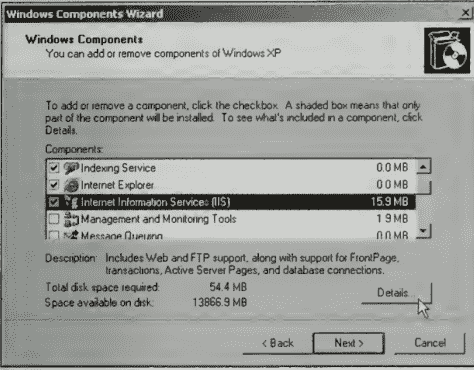 Windows Components Wizard
Windows Components
You can add or remove components of Windows XP
To add or remove a component, click the checkbox. A shaded box means that only
part of the component will be installed. To see what's included in a component, click
Details.
Components:
Indexing Service 0.0 MB
Internet Explorer 0.0 MB
Internet Information Services (IIS) 15.9 MB
Management and Monitoring Tools 1.9 MB
Message Queuing 0.0 MB
Description: Includes Web and FTP support, along with support for FrontPage,
transactions, Active Server Pages, and database connections.
Total disk space required: 54.4 MB
Space available on disk: 13866.9 MB
Details...
< Back
Next >
Cancel